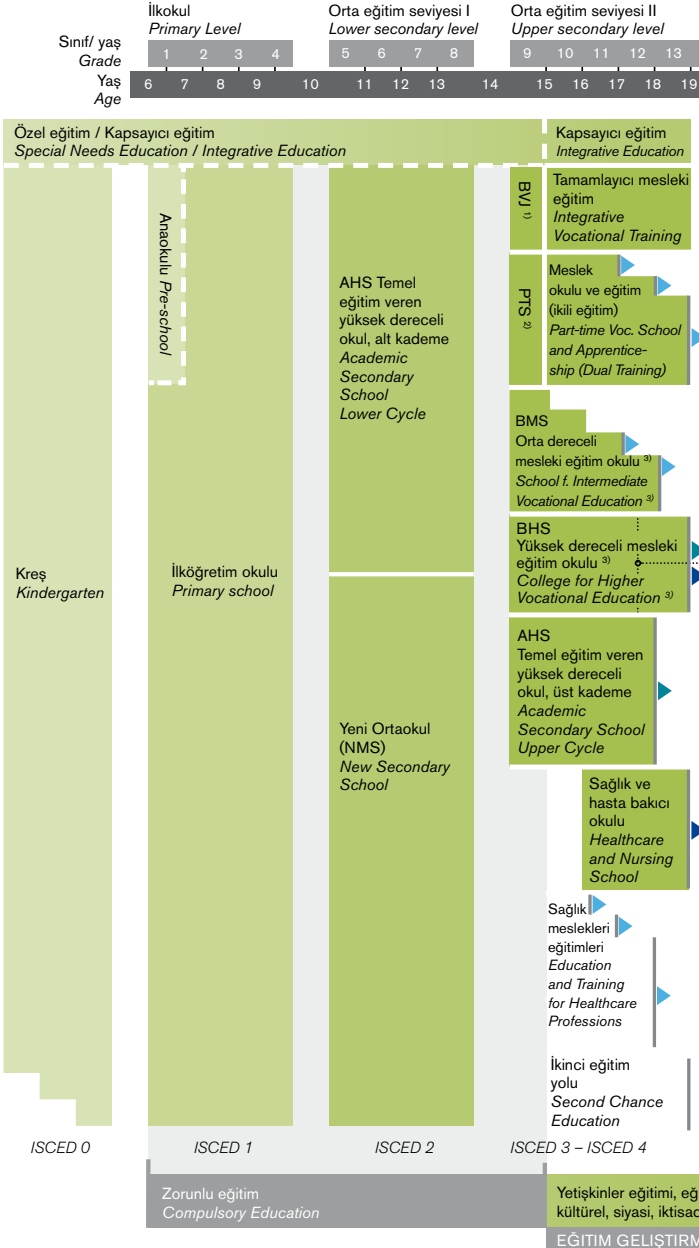 İlkokul
Primary Level
Orta eğitim seviyesi I
Lower secondary level
Orta eğitim seviyesi II
Upper secondary level
Sınıf/ yaş
Grade
1 2 3 4 5 6 7 8 9 10 11 12 13
Yaş
Age
6 7 8 9 10 11 12 13 14 15 16 17 18 19
Özel eğitim / Kapsayıcı eğitim
Special Needs Education / Integrative Education
Kapsayıcı eğitim
Integrative Education
Kreş
Kindergarten
Anaokulu Pre-school
İlköğretim okulu
Primary school
AHS Temel
eğitim veren
yüksek dereceli
okul, alt kademe
Academic
Secondary
School
Lower Cycle
Yeni Ortaokul
(NMS)
New Secondary
School
BVJ 1)
Tamamlayıcı mesleki
eğitim
Integrative
Vocational Training
PTS 2)
Meslek
okulu ve eğitim
(ikili eğitim)
Part-time Voc. School
and Apprentice-
ship (Dual Training)
BMS
Orta dereceli
mesleki eğitim okulu 3)
School f. Intermediate
Vocational Education 3)
BHS
Yüksek dereceli mesleki
eğitim okulu 3)
College for Higher
Vocational Education 3)
AHS
Temel eğitim veren
yüksek dereceli
okul, üst kademe
Academic
Secondary School
Upper Cycle
Sağlık ve
hasta bakıcı
okulu
Healthcare
and Nursing
School
Sağlık
meslekleri
eğitimleri
Education
and Training
for Healthcare
Professions
İkinci eğitim
yolu
Second Chance
Education
ISCED 0
ISCED 1
ISCED 2
ISCED 3 – ISCED 4
Zorunlu eğitim
Compulsory Education
Yetişkinler eğitimi, eğ
kültürel, siyasi, iktisad
EĞITIM GELIŞTIRM